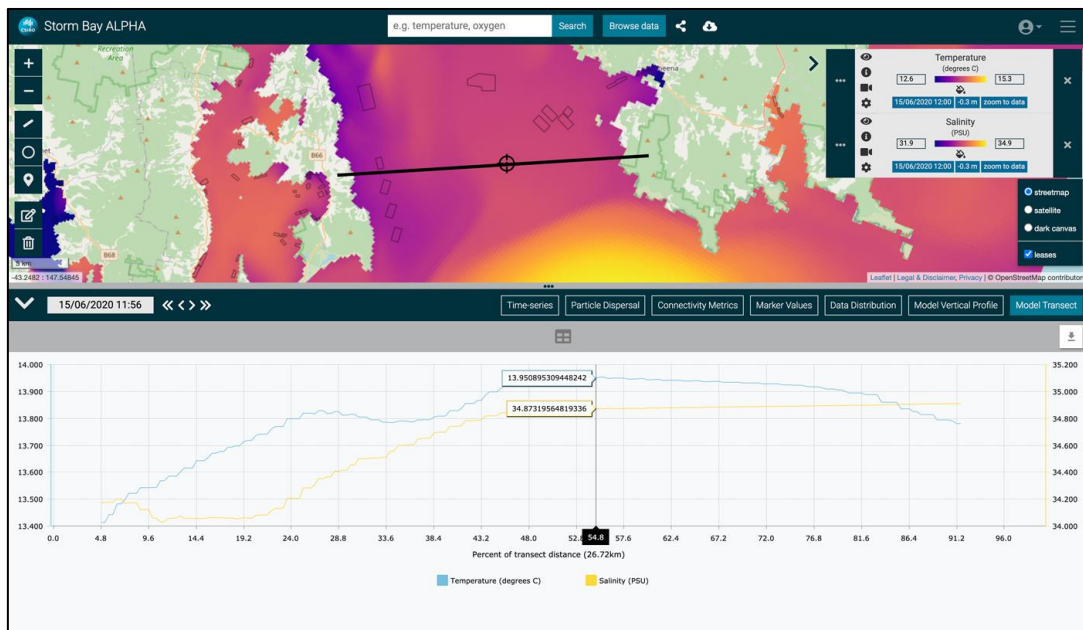 CSIRO
Storm Bay ALPHA
e.g. temperature, oxygen
Search
Browse data
+
−
Recreation
Area
B66
B68
5 km
-43.2482 : 147.54845
Temperature
(degrees C)
12.6
15.3
15/06/2020 12:00
-0.3 m
zoom to data
Salinity
(PSU)
31.9
34.9
15/06/2020 12:00
-0.3 m
zoom to data
streetmap
satellite
dark canvas
leases
Leaflet | Legal & Disclaimer, Privacy | © OpenStreetMap contributor
15/06/2020 11:56
Time-series
Particle Dispersal
Connectivity Metrics
Marker Values
Data Distribution
Model Vertical Profile
Model Transect
14.000
13.900
13.800
13.700
13.600
13.500
13.400
13.950895309448242
34.87319564819336
35.200
35.000
34.800
34.600
34.400
34.200
34.000
0.0 4.8 9.6 14.4 19.2 24.0 28.8 33.6 38.4 43.2 48.0 52.8 54.8 57.6 62.4 67.2 72.0 76.8 81.6 86.4 91.2 96.0
Percent of transect distance (26.72km)
Temperature (degrees C)
Salinity (PSU)